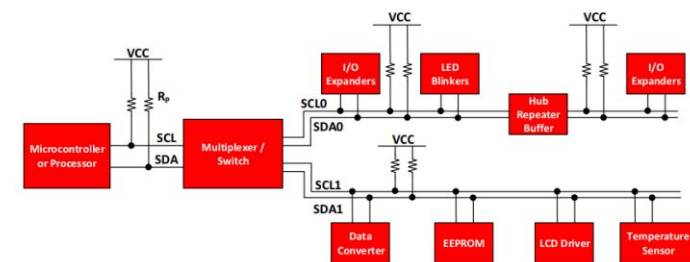 VCC
VCC
VCC
I/O
Expanders
LED
Blinkers
I/O
Expanders
Rp
SCL0
Hub
Repeater
Buffer
SCL
SDA0
Microcontroller
or Processor
Multiplexer /
Switch
VCC
SDA
SCL1
SDA1
Data
Converter
EEPROM
LCD Driver
Temperature
Sensor